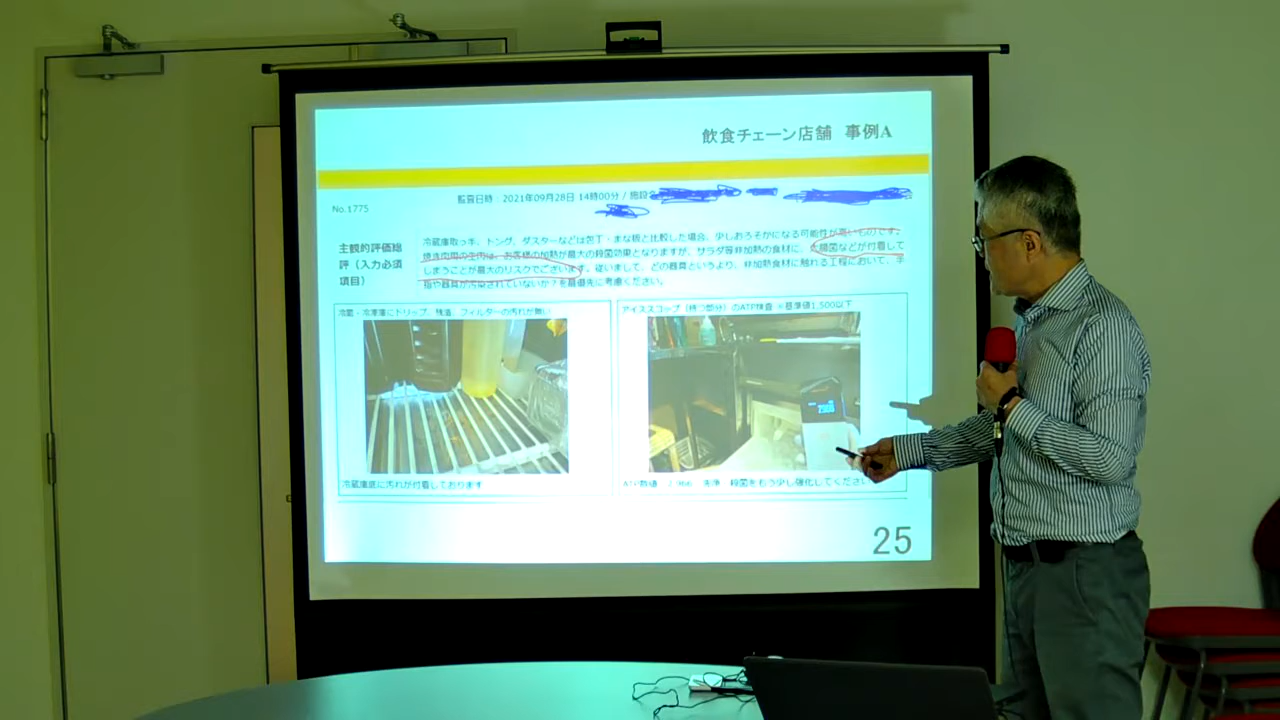 飲食チェーン店舗 事例A
No.1775
監査日時 2021年09月28日 14時00分 / 施設名
主観的評価総
評（入力必須
項目）
冷蔵庫取っ手、トング、ダスターなどは包丁・まな板と比較した場合、少しおろそかになる可能性が高いものです。
焼き肉用の生肉は、お客様の加熱が最大の殺菌効果となりますが、サラダ等非加熱の食材に、大腸菌などが付着して
しまうことが最大のリスクでございます。従いまして、どの器具というより、非加熱食材に触れる工程において、手
指や器具が汚染されていないか？を最優先に考慮ください。
冷蔵・冷凍庫にドリップ、残渣、フィルターの汚れが無い
アイススコープ（持つ部分）のATP検査 ※基準値1,500以下
冷蔵庫底に汚れが付着しております
ATP数値 2,966 洗浄、殺菌をもう少し強化してください
25